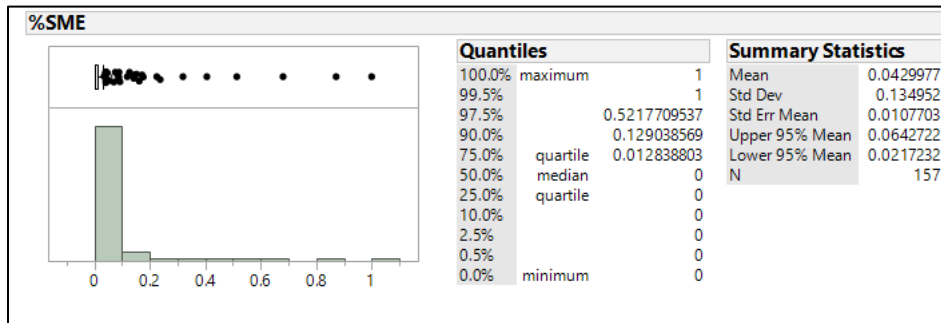 %SME
0 0.2 0.4 0.6 0.8 1
Quantiles
100.0% maximum 1
99.5% 1
97.5% 0.5217709537
90.0% 0.129038569
75.0% quartile 0.012838803
50.0% median 0
25.0% quartile 0
10.0% 0
2.5% 0
0.5% 0
0.0% minimum 0
Summary Statistics
Mean 0.0429977
Std Dev 0.134952
Std Err Mean 0.0107703
Upper 95% Mean 0.0642722
Lower 95% Mean 0.0217232
N 157